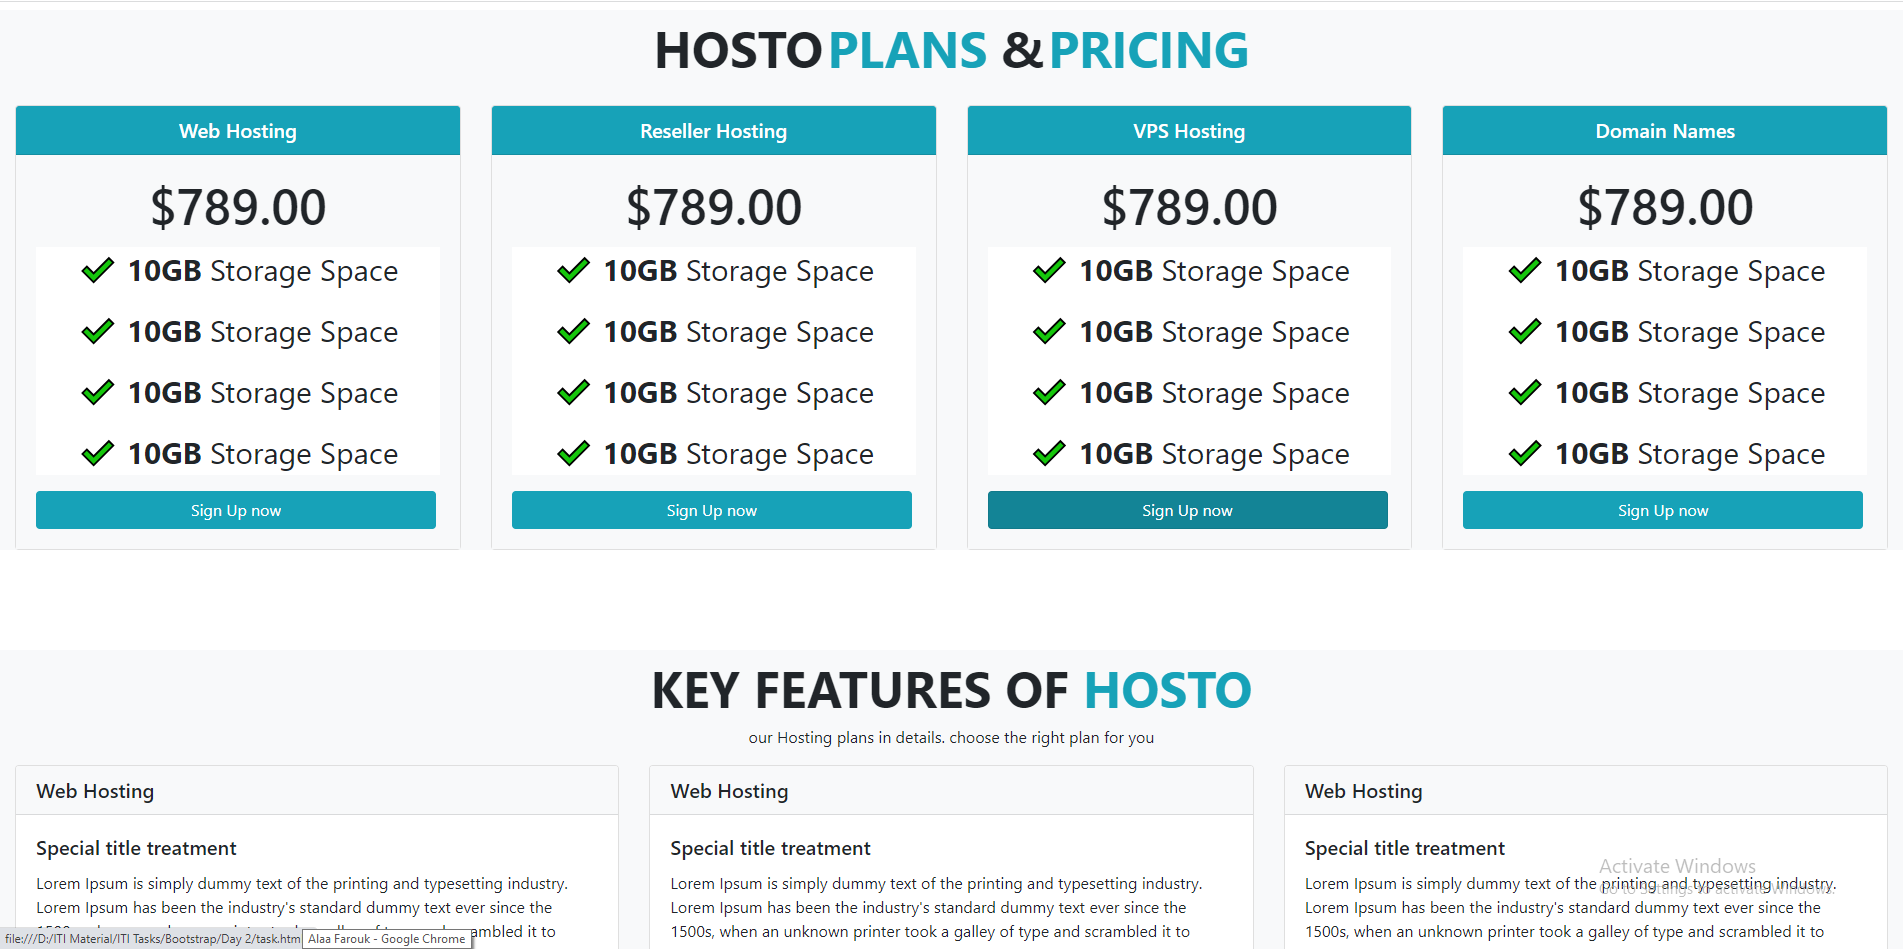 HOSTO PLANS & PRICING
Web Hosting
$789.00
10GB Storage Space
10GB Storage Space
10GB Storage Space
10GB Storage Space
Sign Up now
Reseller Hosting
$789.00
10GB Storage Space
10GB Storage Space
10GB Storage Space
10GB Storage Space
Sign Up now
VPS Hosting
$789.00
10GB Storage Space
10GB Storage Space
10GB Storage Space
10GB Storage Space
Sign Up now
Domain Names
$789.00
10GB Storage Space
10GB Storage Space
10GB Storage Space
10GB Storage Space
Sign Up now
KEY FEATURES OF HOSTO
our Hosting plans in details. choose the right plan for you
Web Hosting
Special title treatment
Lorem Ipsum is simply dummy text of the printing and typesetting industry.
Lorem Ipsum has been the industry's standard dummy text ever since the
it to
Web Hosting
Special title treatment
Lorem Ipsum is simply dummy text of the printing and typesetting industry.
Lorem Ipsum has been the industry's standard dummy text ever since the
1500s, when an unknown printer took a galley of type and scrambled it to
Web Hosting
Special title treatment
Lorem Ipsum is simply dummy text of the printing and typesetting industry.
Lorem Ipsum has been the industry's standard dummy text ever since the
1500s, when an unknown printer took a galley of type and scrambled it to
Activate Windows
Go to Settings to activate Windows.
file:///D:/ITI Material/ITI Tasks/Bootstrap/Day 2/task.htm
Alaa Farouk - Google Chrome